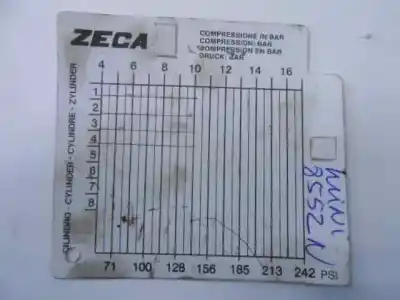 ZECA
COMPRESSIONE IN BAR
COMPRESSION: BAR
COMPRESSION EN BAR
DRUCK: BAR
4 6 8 10 12 14 16
CILINDRO - CYLINDER - CYLINDRE - ZYLINDER
1
2
3
4
5
6
7
8
71 100 128 156 185 213 242 PSI
MINI
8552 N